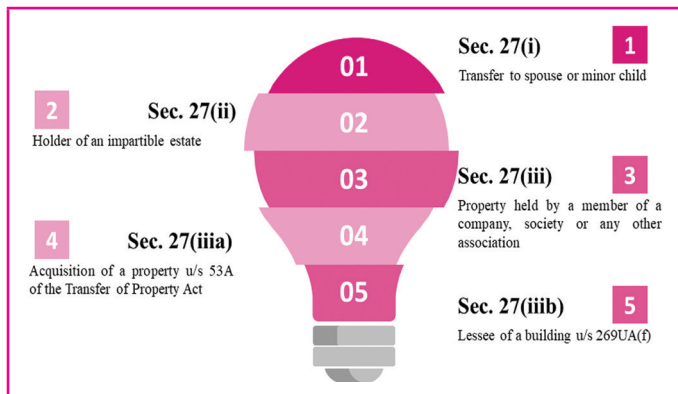 Sec. 27(i)
1
Transfer to spouse or minor child
01
2
Sec. 27(ii)
Holder of an impartible estate
02
03
Sec. 27(iii)
3
Property held by a member of a
company, society or any other
association
4
Sec. 27(iiia)
Acquisition of a property u/s 53A
of the Transfer of Property Act
04
05
Sec. 27(iiib)
5
Lessee of a building u/s 269UA(f)